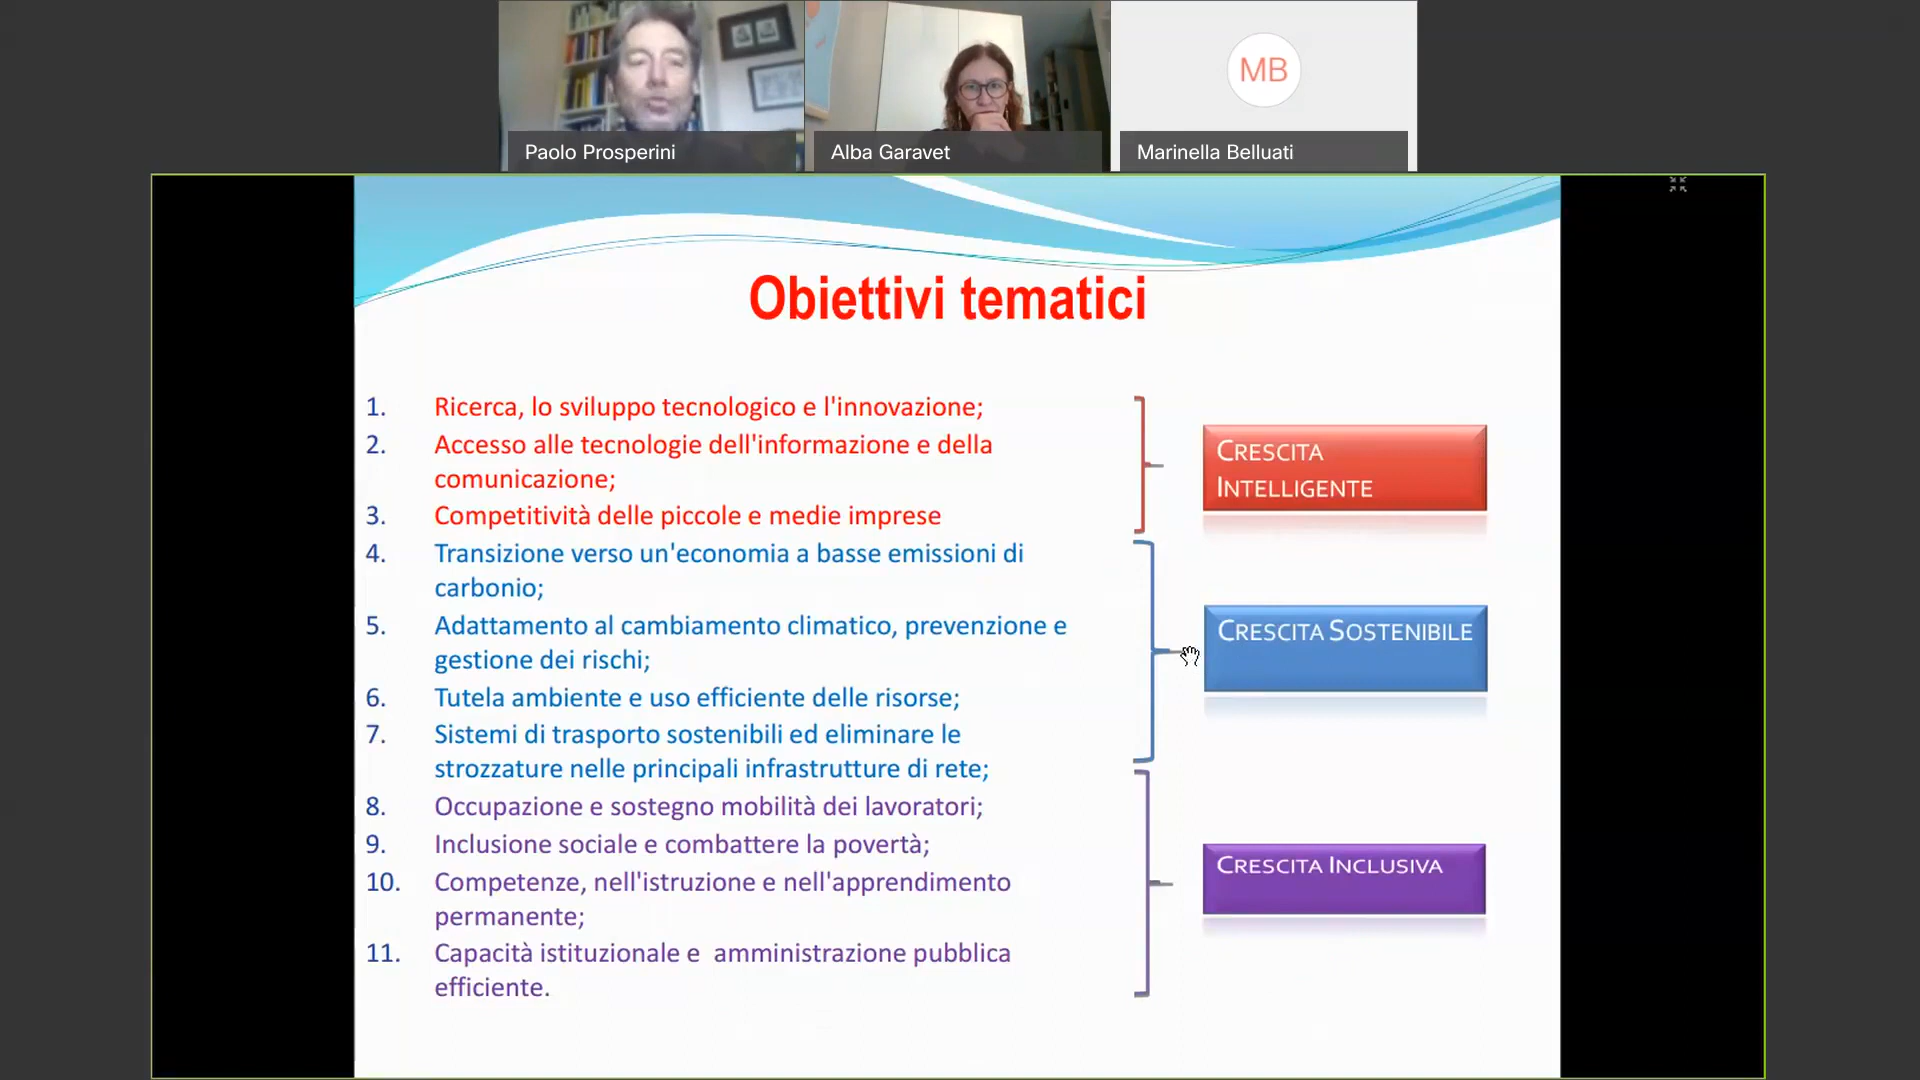 MB
Paolo Prosperini
Alba Garavet
Marinella Belluati
Obiettivi tematici
1. Ricerca, lo sviluppo tecnologico e l'innovazione;
2. Accesso alle tecnologie dell'informazione e della
comunicazione;
3. Competitività delle piccole e medie imprese
4. Transizione verso un'economia a basse emissioni di
carbonio;
5. Adattamento al cambiamento climatico, prevenzione e
gestione dei rischi;
6. Tutela ambiente e uso efficiente delle risorse;
7. Sistemi di trasporto sostenibili ed eliminare le
strozzature nelle principali infrastrutture di rete;
8. Occupazione e sostegno mobilità dei lavoratori;
9. Inclusione sociale e combattere la povertà;
10. Competenze, nell'istruzione e nell'apprendimento
permanente;
11. Capacità istituzionale e  amministrazione pubblica
efficiente.
CRESCITA
INTELLIGENTE
CRESCITA SOSTENIBILE
CRESCITA INCLUSIVA